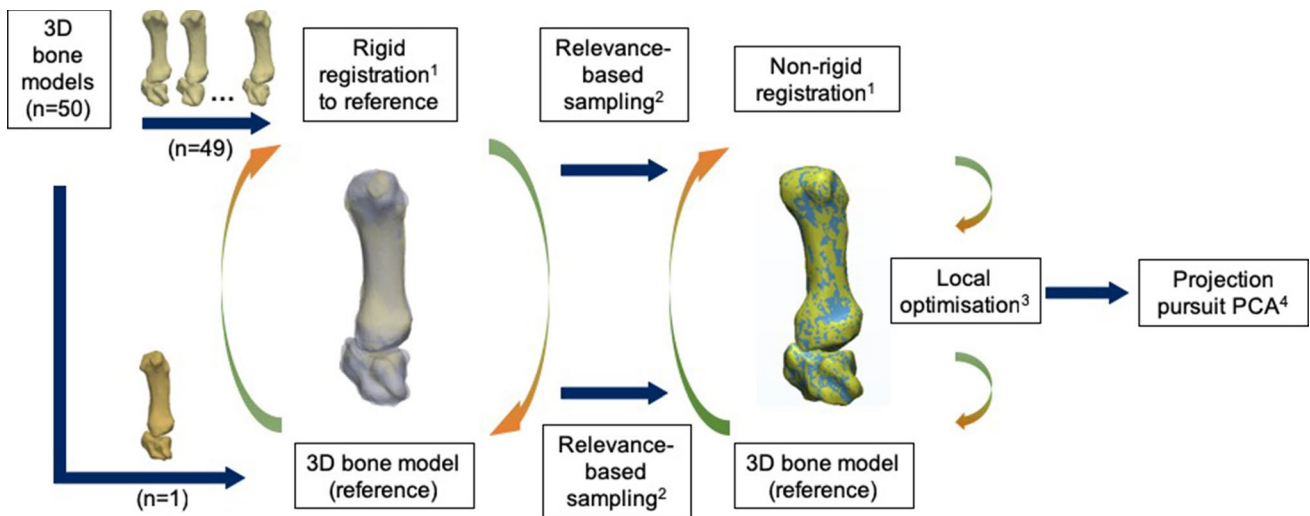 3D
bone
models
(n=50)
...
(n=49)
Rigid
registration¹
to reference
Relevance-
based
sampling²
Non-rigid
registration¹
Local
optimisation³
Projection
pursuit PCA⁴
(n=1)
3D bone model
(reference)
Relevance-
based
sampling²
3D bone model
(reference)